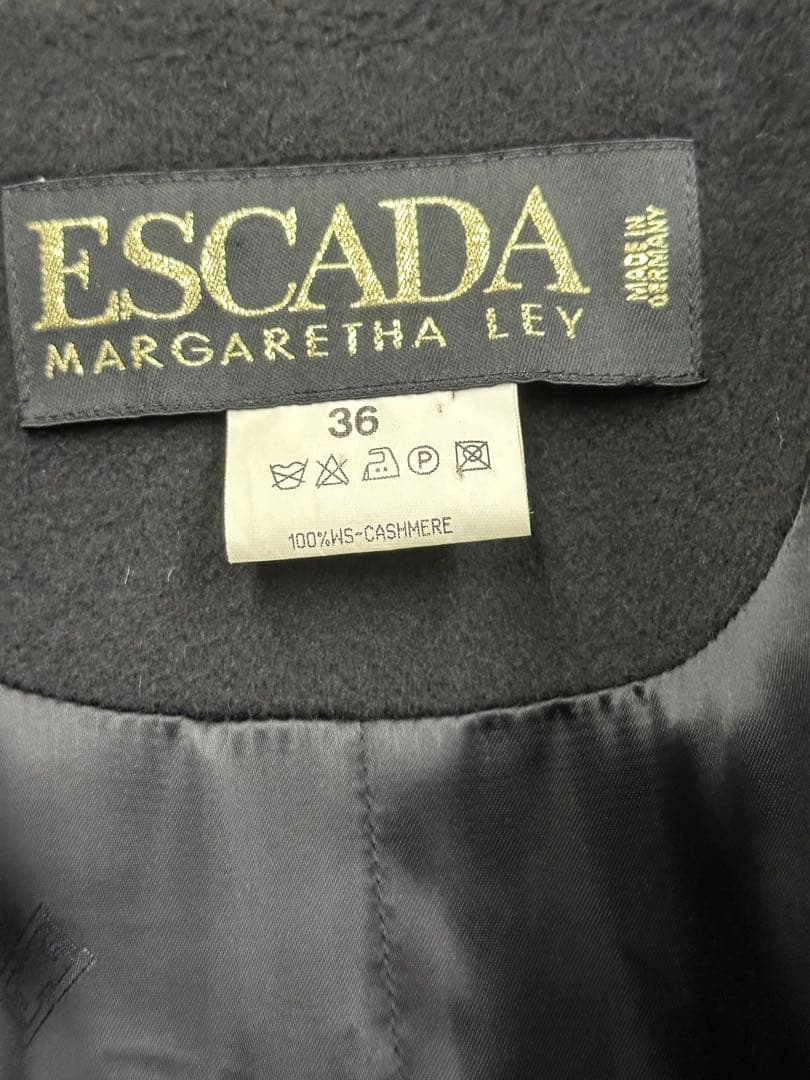 ESCADA
MARGARETHA LEY
MADE IN
GERMANY
36
P
100%WS-CASHMERE